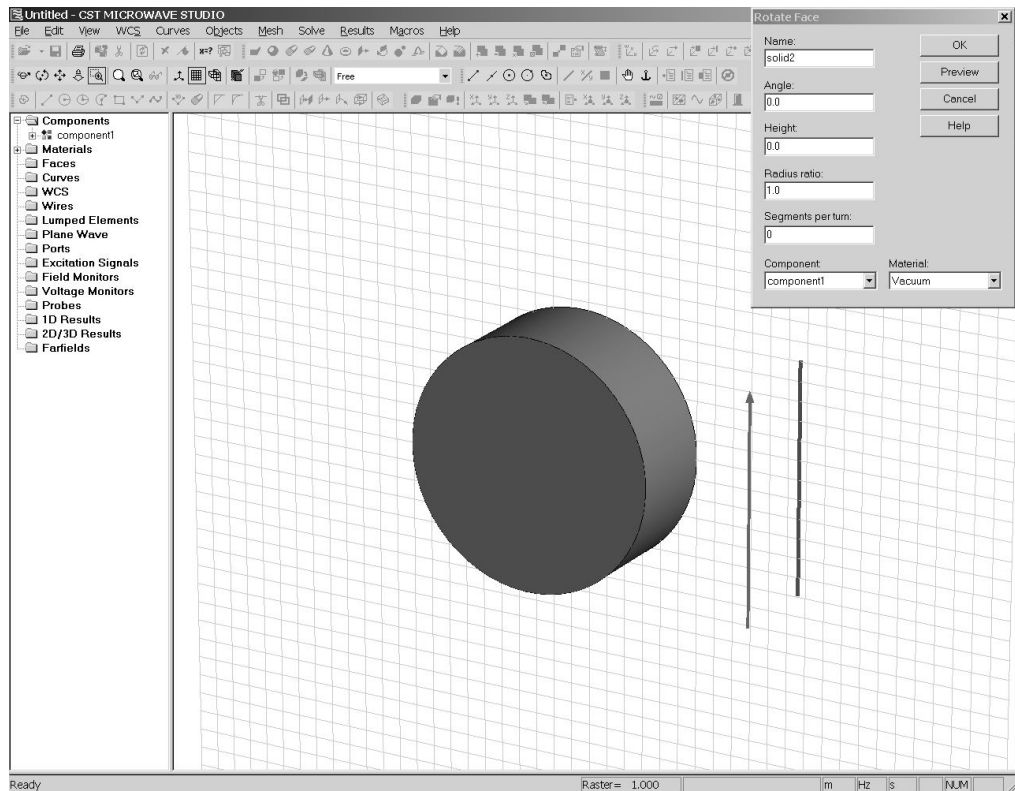 Untitled - CST MICROWAVE STUDIO
File Edit View WCS Curves Objects Mesh Solve Results Macros Help
Free
Components
component1
Materials
Faces
Curves
WCS
Wires
Lumped Elements
Plane Wave
Ports
Excitation Signals
Field Monitors
Voltage Monitors
Probes
1D Results
2D/3D Results
Farfields
Rotate Face
Name:
solid2
Angle:
0.0
Height:
0.0
Radius ratio:
1.0
Segments per turn:
0
Component:
component1
Material:
Vacuum
OK
Preview
Cancel
Help
Ready
Raster= 1.000
m Hz s NUM